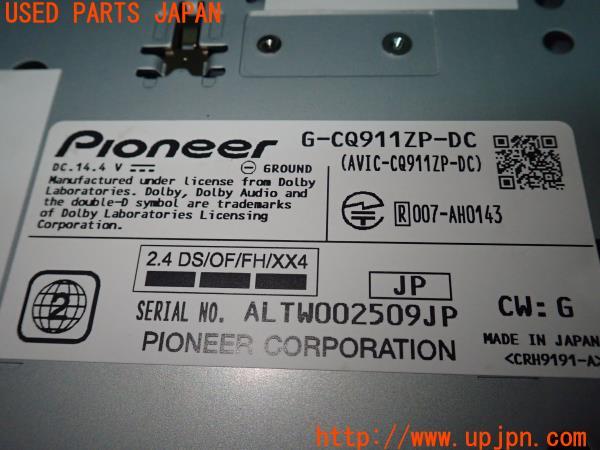 USED PARTS JAPAN
Pioneer
G-CQ911ZP-DC
(AVIC-CQ911ZP-DC)
DC.14.4 V
GROUND
Manufactured under license from Dolby
Laboratories. Dolby, Dolby Audio and
the double-D symbol are trademarks
of Dolby Laboratories Licensing
Corporation.
R 007-AH0143
2.4 DS/OF/FH/XX4
2
JP
SERIAL NO. ALTW002509JP
CW: G
PIONEER CORPORATION
MADE IN JAPAN
<CRH9191-A>
http://www.upjpn.com/